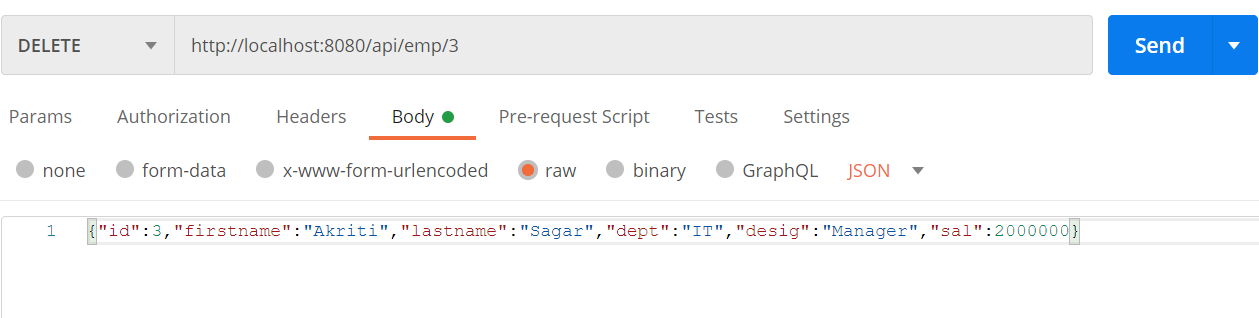 DELETE http://localhost:8080/api/emp/3 Send
Params Authorization Headers Body Pre-request Script Tests Settings
none form-data x-www-form-urlencoded raw binary GraphQL JSON
1 {"id":3,"firstname":"Akriti","lastname":"Sagar","dept":"IT","desig":"Manager","sal":2000000}